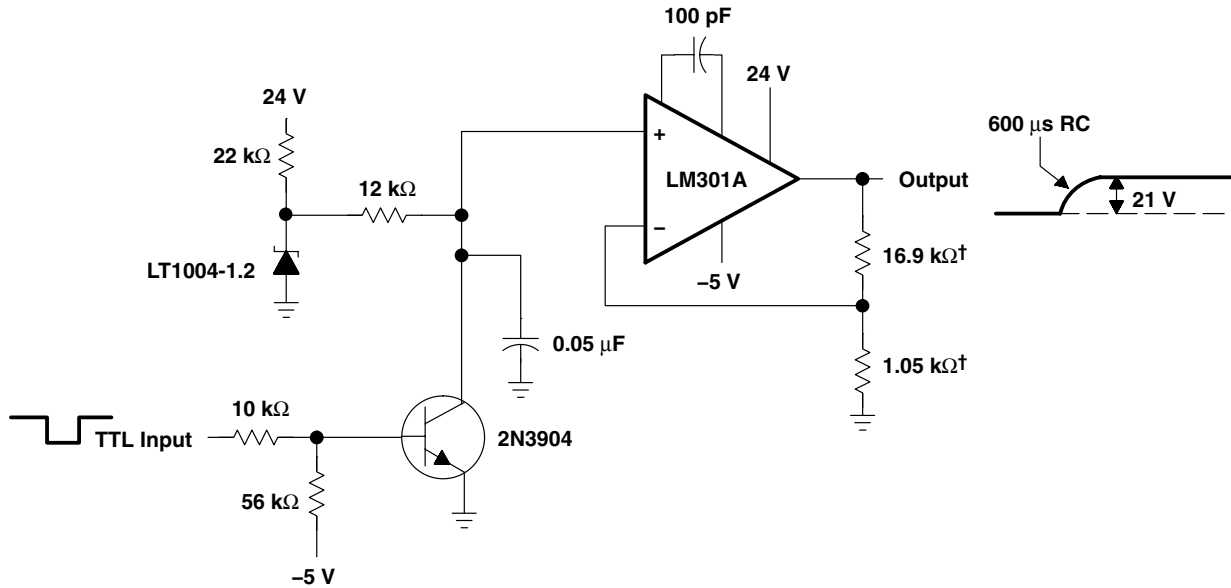 100 pF
24 V
24 V
600 μs RC
22 kΩ
12 kΩ
+
LM301A
Output
21 V
−
LT1004-1.2
−5 V
16.9 kΩ†
0.05 μF
1.05 kΩ†
10 kΩ
TTL Input
2N3904
56 kΩ
−5 V